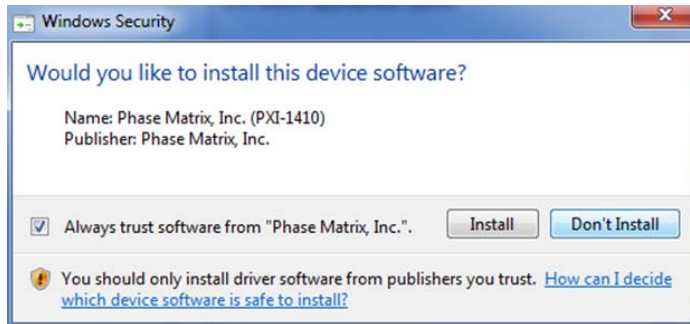 Windows Security
Would you like to install this device software?
Name: Phase Matrix, Inc. (PXI-1410)
Publisher: Phase Matrix, Inc.
Always trust software from "Phase Matrix, Inc.". Install Don't Install
You should only install driver software from publishers you trust. How can I decide
which device software is safe to install?